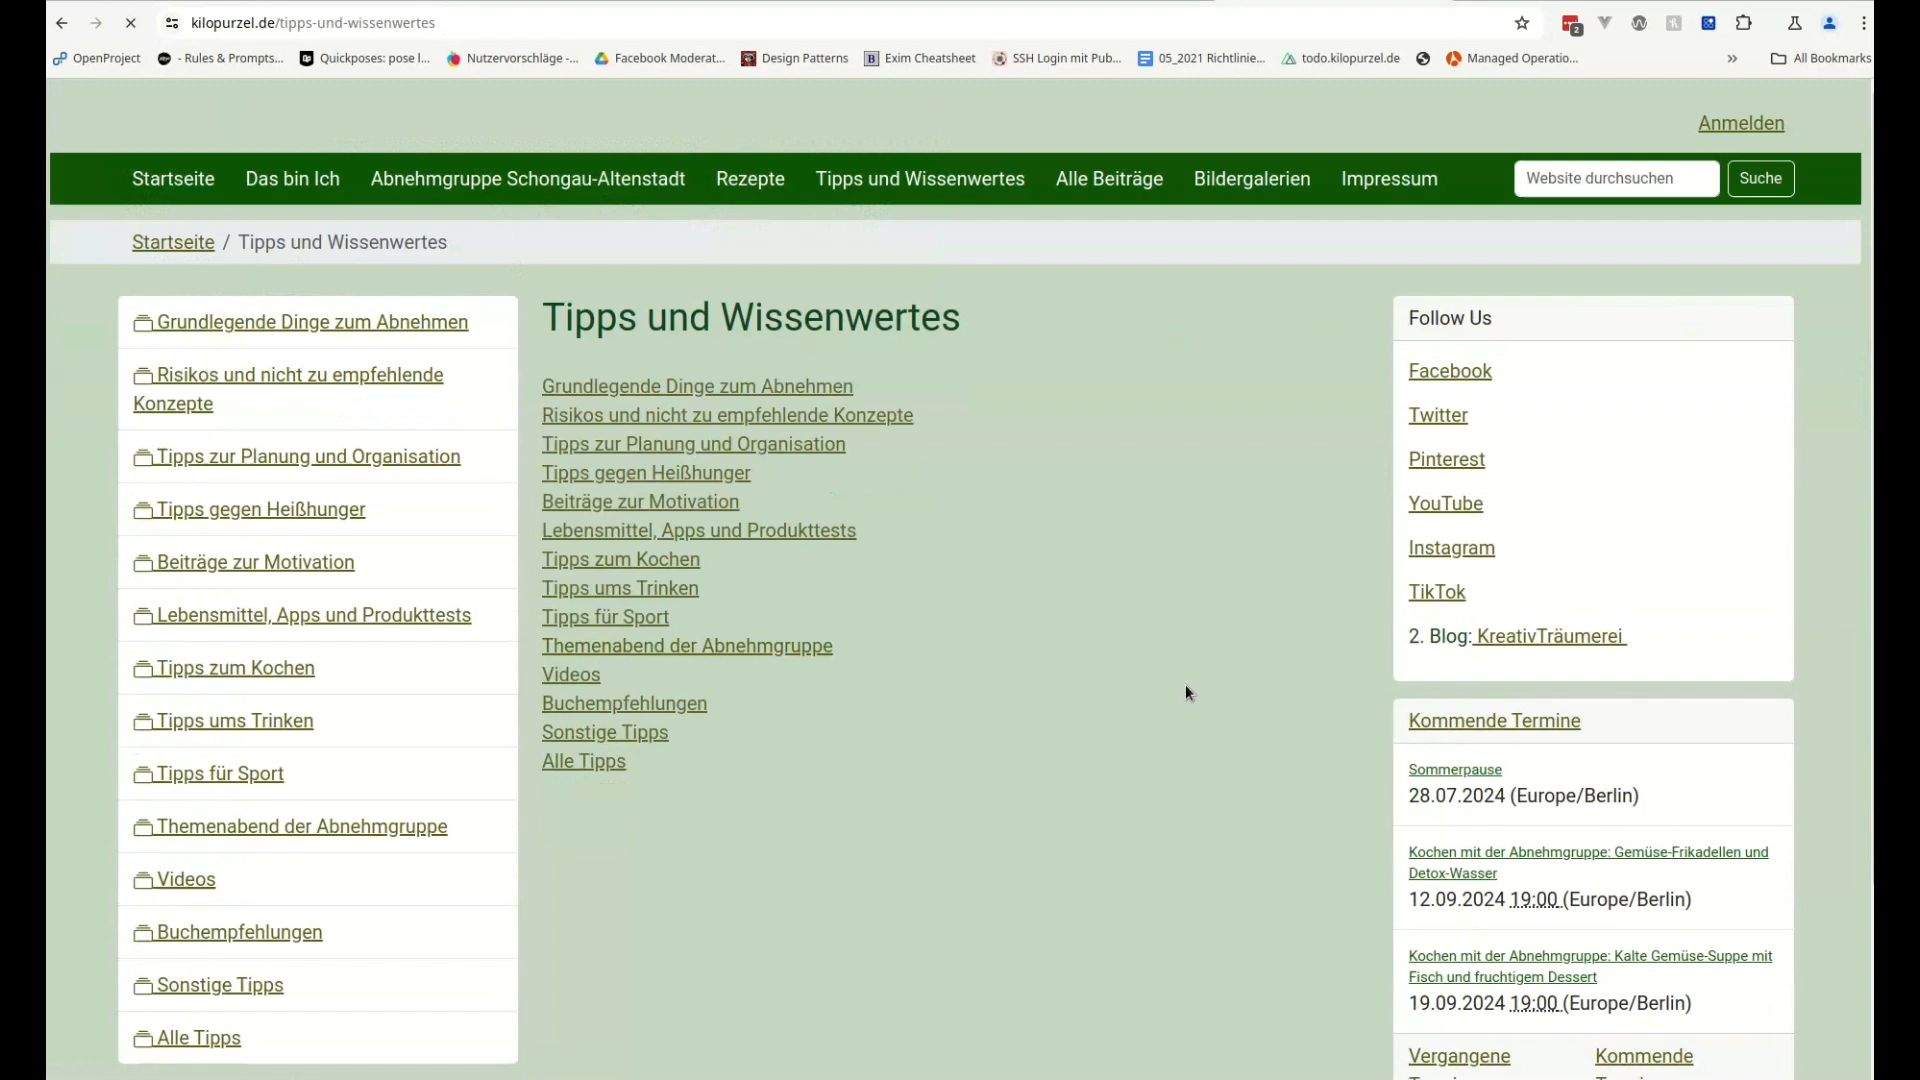 kilopurzel.de/tipps-und-wissenwertes
2
OpenProject
- Rules & Prompts...
Quickposes: pose l...
Nutzervorschläge -...
Facebook Moderat...
Design Patterns
B Exim Cheatsheet
SSH Login mit Pub...
05_2021 Richtlinie...
todo.kilopurzel.de
Managed Operatio...
»
All Bookmarks
Anmelden
Startseite
Das bin Ich
Abnehmgruppe Schongau-Altenstadt
Rezepte
Tipps und Wissenwertes
Alle Beiträge
Bildergalerien
Impressum
Website durchsuchen
Suche
Startseite / Tipps und Wissenwertes
Grundlegende Dinge zum Abnehmen
Risikos und nicht zu empfehlende
Konzepte
Tipps zur Planung und Organisation
Tipps gegen Heißhunger
Beiträge zur Motivation
Lebensmittel, Apps und Produkttests
Tipps zum Kochen
Tipps ums Trinken
Tipps für Sport
Themenabend der Abnehmgruppe
Videos
Buchempfehlungen
Sonstige Tipps
Alle Tipps
Tipps und Wissenwertes
Grundlegende Dinge zum Abnehmen
Risikos und nicht zu empfehlende Konzepte
Tipps zur Planung und Organisation
Tipps gegen Heißhunger
Beiträge zur Motivation
Lebensmittel, Apps und Produkttests
Tipps zum Kochen
Tipps ums Trinken
Tipps für Sport
Themenabend der Abnehmgruppe
Videos
Buchempfehlungen
Sonstige Tipps
Alle Tipps
Follow Us
Facebook
Twitter
Pinterest
YouTube
Instagram
TikTok
2. Blog: KreativTräumerei
Kommende Termine
Sommerpause
28.07.2024 (Europe/Berlin)
Kochen mit der Abnehmgruppe: Gemüse-Frikadellen und
Detox-Wasser
12.09.2024 19:00 (Europe/Berlin)
Kochen mit der Abnehmgruppe: Kalte Gemüse-Suppe mit
Fisch und fruchtigem Dessert
19.09.2024 19:00 (Europe/Berlin)
Vergangene
Kommende